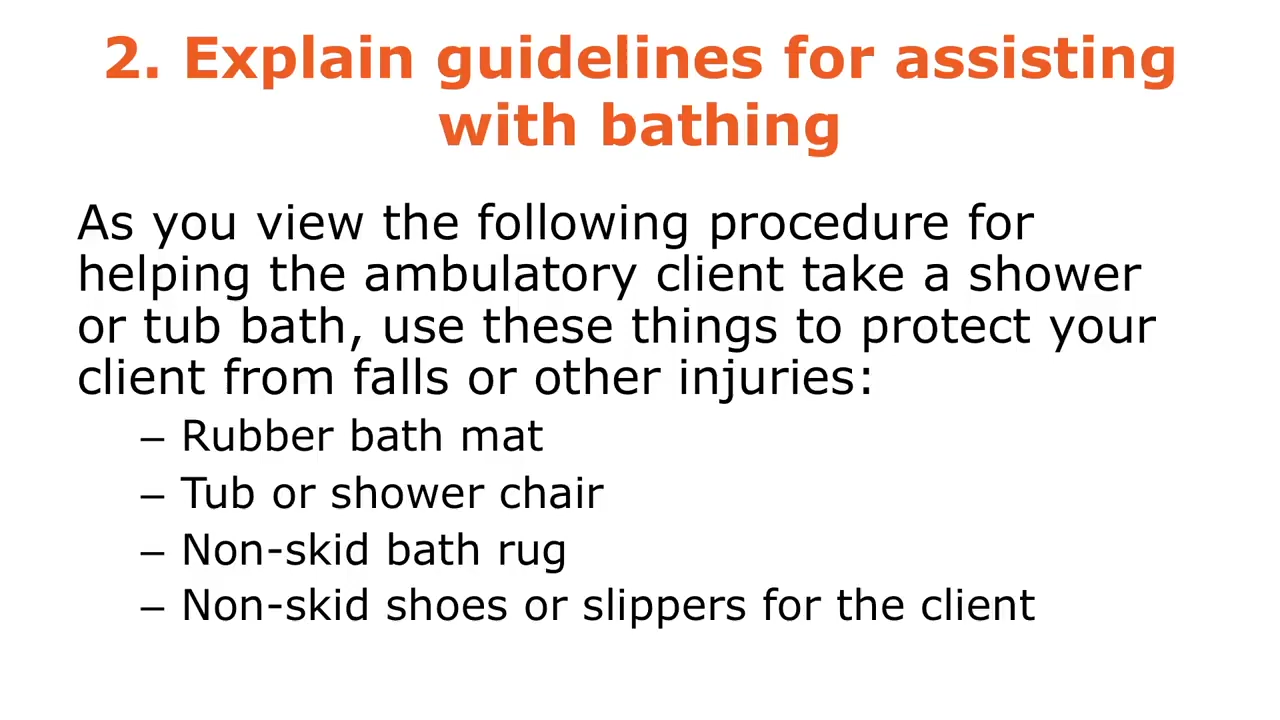 2. Explain guidelines for assisting
with bathing
As you view the following procedure for
helping the ambulatory client take a shower
or tub bath, use these things to protect your
client from falls or other injuries:
– Rubber bath mat
– Tub or shower chair
– Non-skid bath rug
– Non-skid shoes or slippers for the client